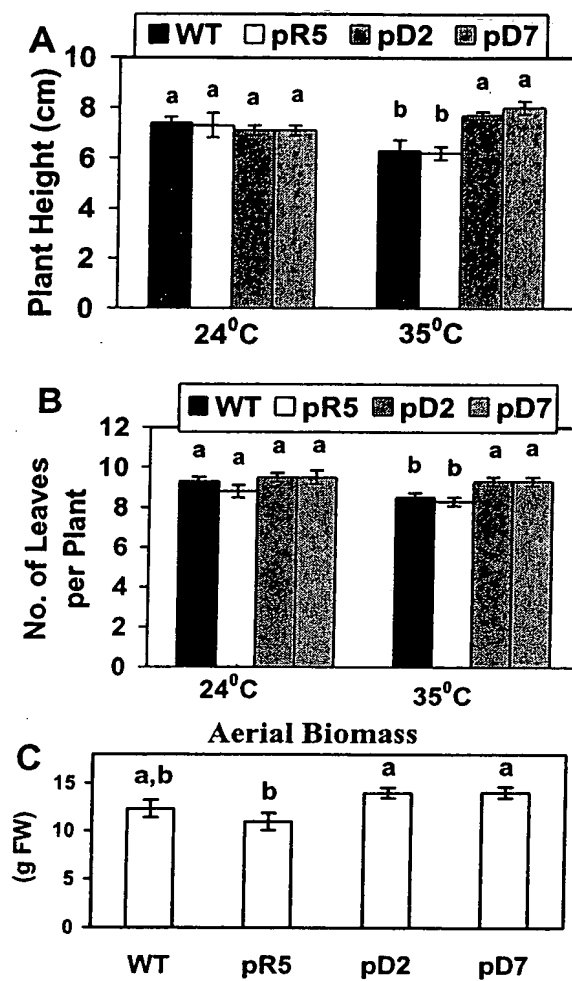 A
WT pR5 pD2 pD7
Plant Height (cm)
10
8
6
4
2
0
a a a a b b a a
24⁰C 35⁰C
B
WT pR5 pD2 pD7
No. of Leaves
per Plant
12
10
8
6
4
2
0
a a a a b b a a
24⁰C 35⁰C
Aerial Biomass
C
(g FW)
15
10
5
0
a,b b a a
WT pR5 pD2 pD7